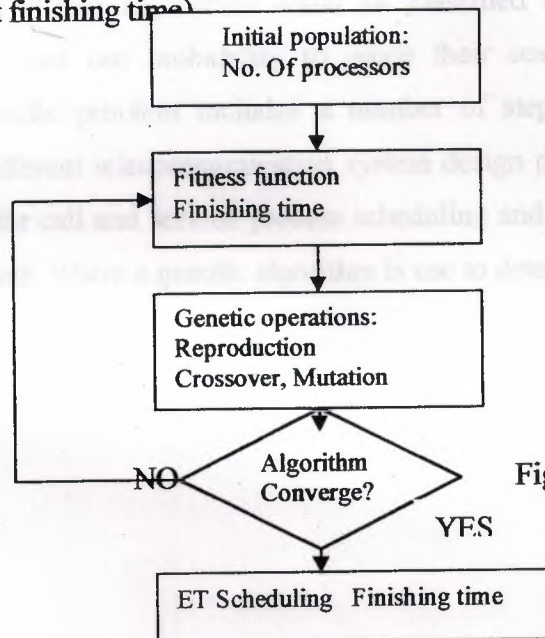 t finishing time)
Initial population:
No. Of processors
Fitness function
Finishing time
Genetic operations:
Reproduction
Crossover, Mutation
Algorithm
Converge?
NO
Fig
YES
ET Scheduling Finishing time